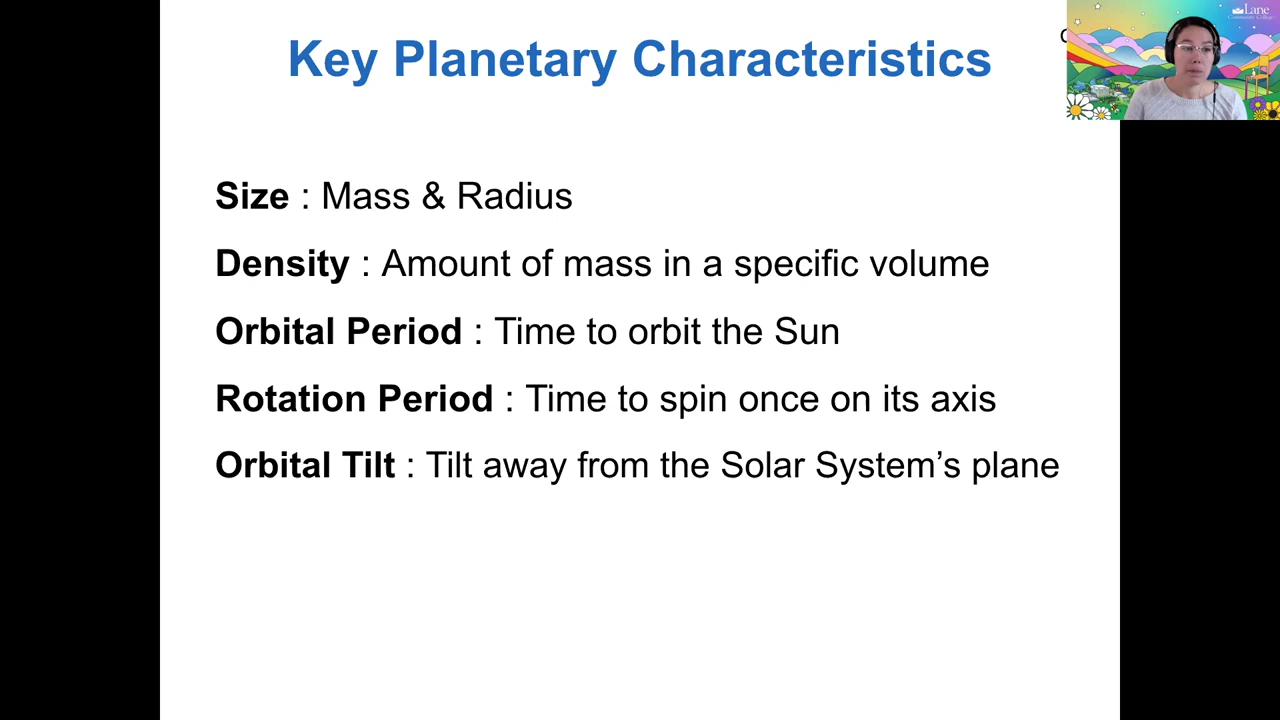 Key Planetary Characteristics
Lane
Community College
Size : Mass & Radius
Density : Amount of mass in a specific volume
Orbital Period : Time to orbit the Sun
Rotation Period : Time to spin once on its axis
Orbital Tilt : Tilt away from the Solar System’s plane